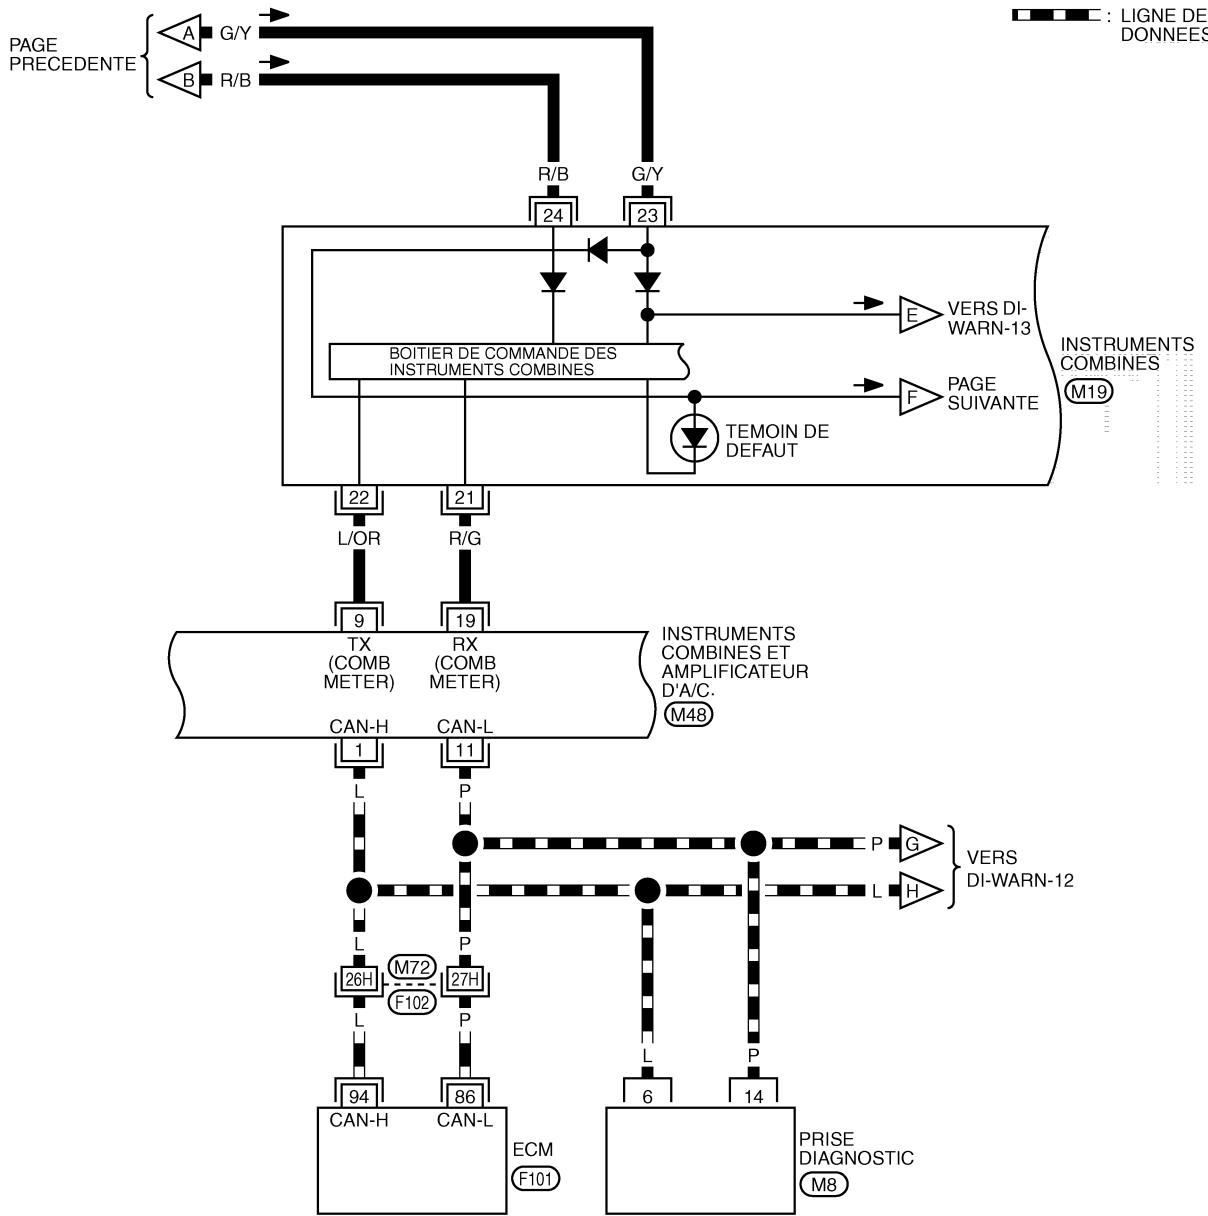 LIGNE DE
DONNEES
PAGE
PRECEDENTE
A
G/Y
B
R/B
R/B
G/Y
24
23
E
VERS DI-
WARN-13
BOITIER DE COMMANDE DES
INSTRUMENTS COMBINES
INSTRUMENTS
COMBINES
M19
F
PAGE
SUIVANTE
TEMOIN DE
DEFAUT
22
21
L/OR
R/G
9
19
TX
(COMB
METER)
RX
(COMB
METER)
INSTRUMENTS
COMBINES ET
AMPLIFICATEUR
D'A/C.
M48
CAN-H
CAN-L
1
11
L
P
P
G
L
H
VERS
DI-WARN-12
L
P
26H
M72
27H
F102
L
P
L
P
94
86
6
14
CAN-H
CAN-L
ECM
F101
PRISE
DIAGNOSTIC
M8